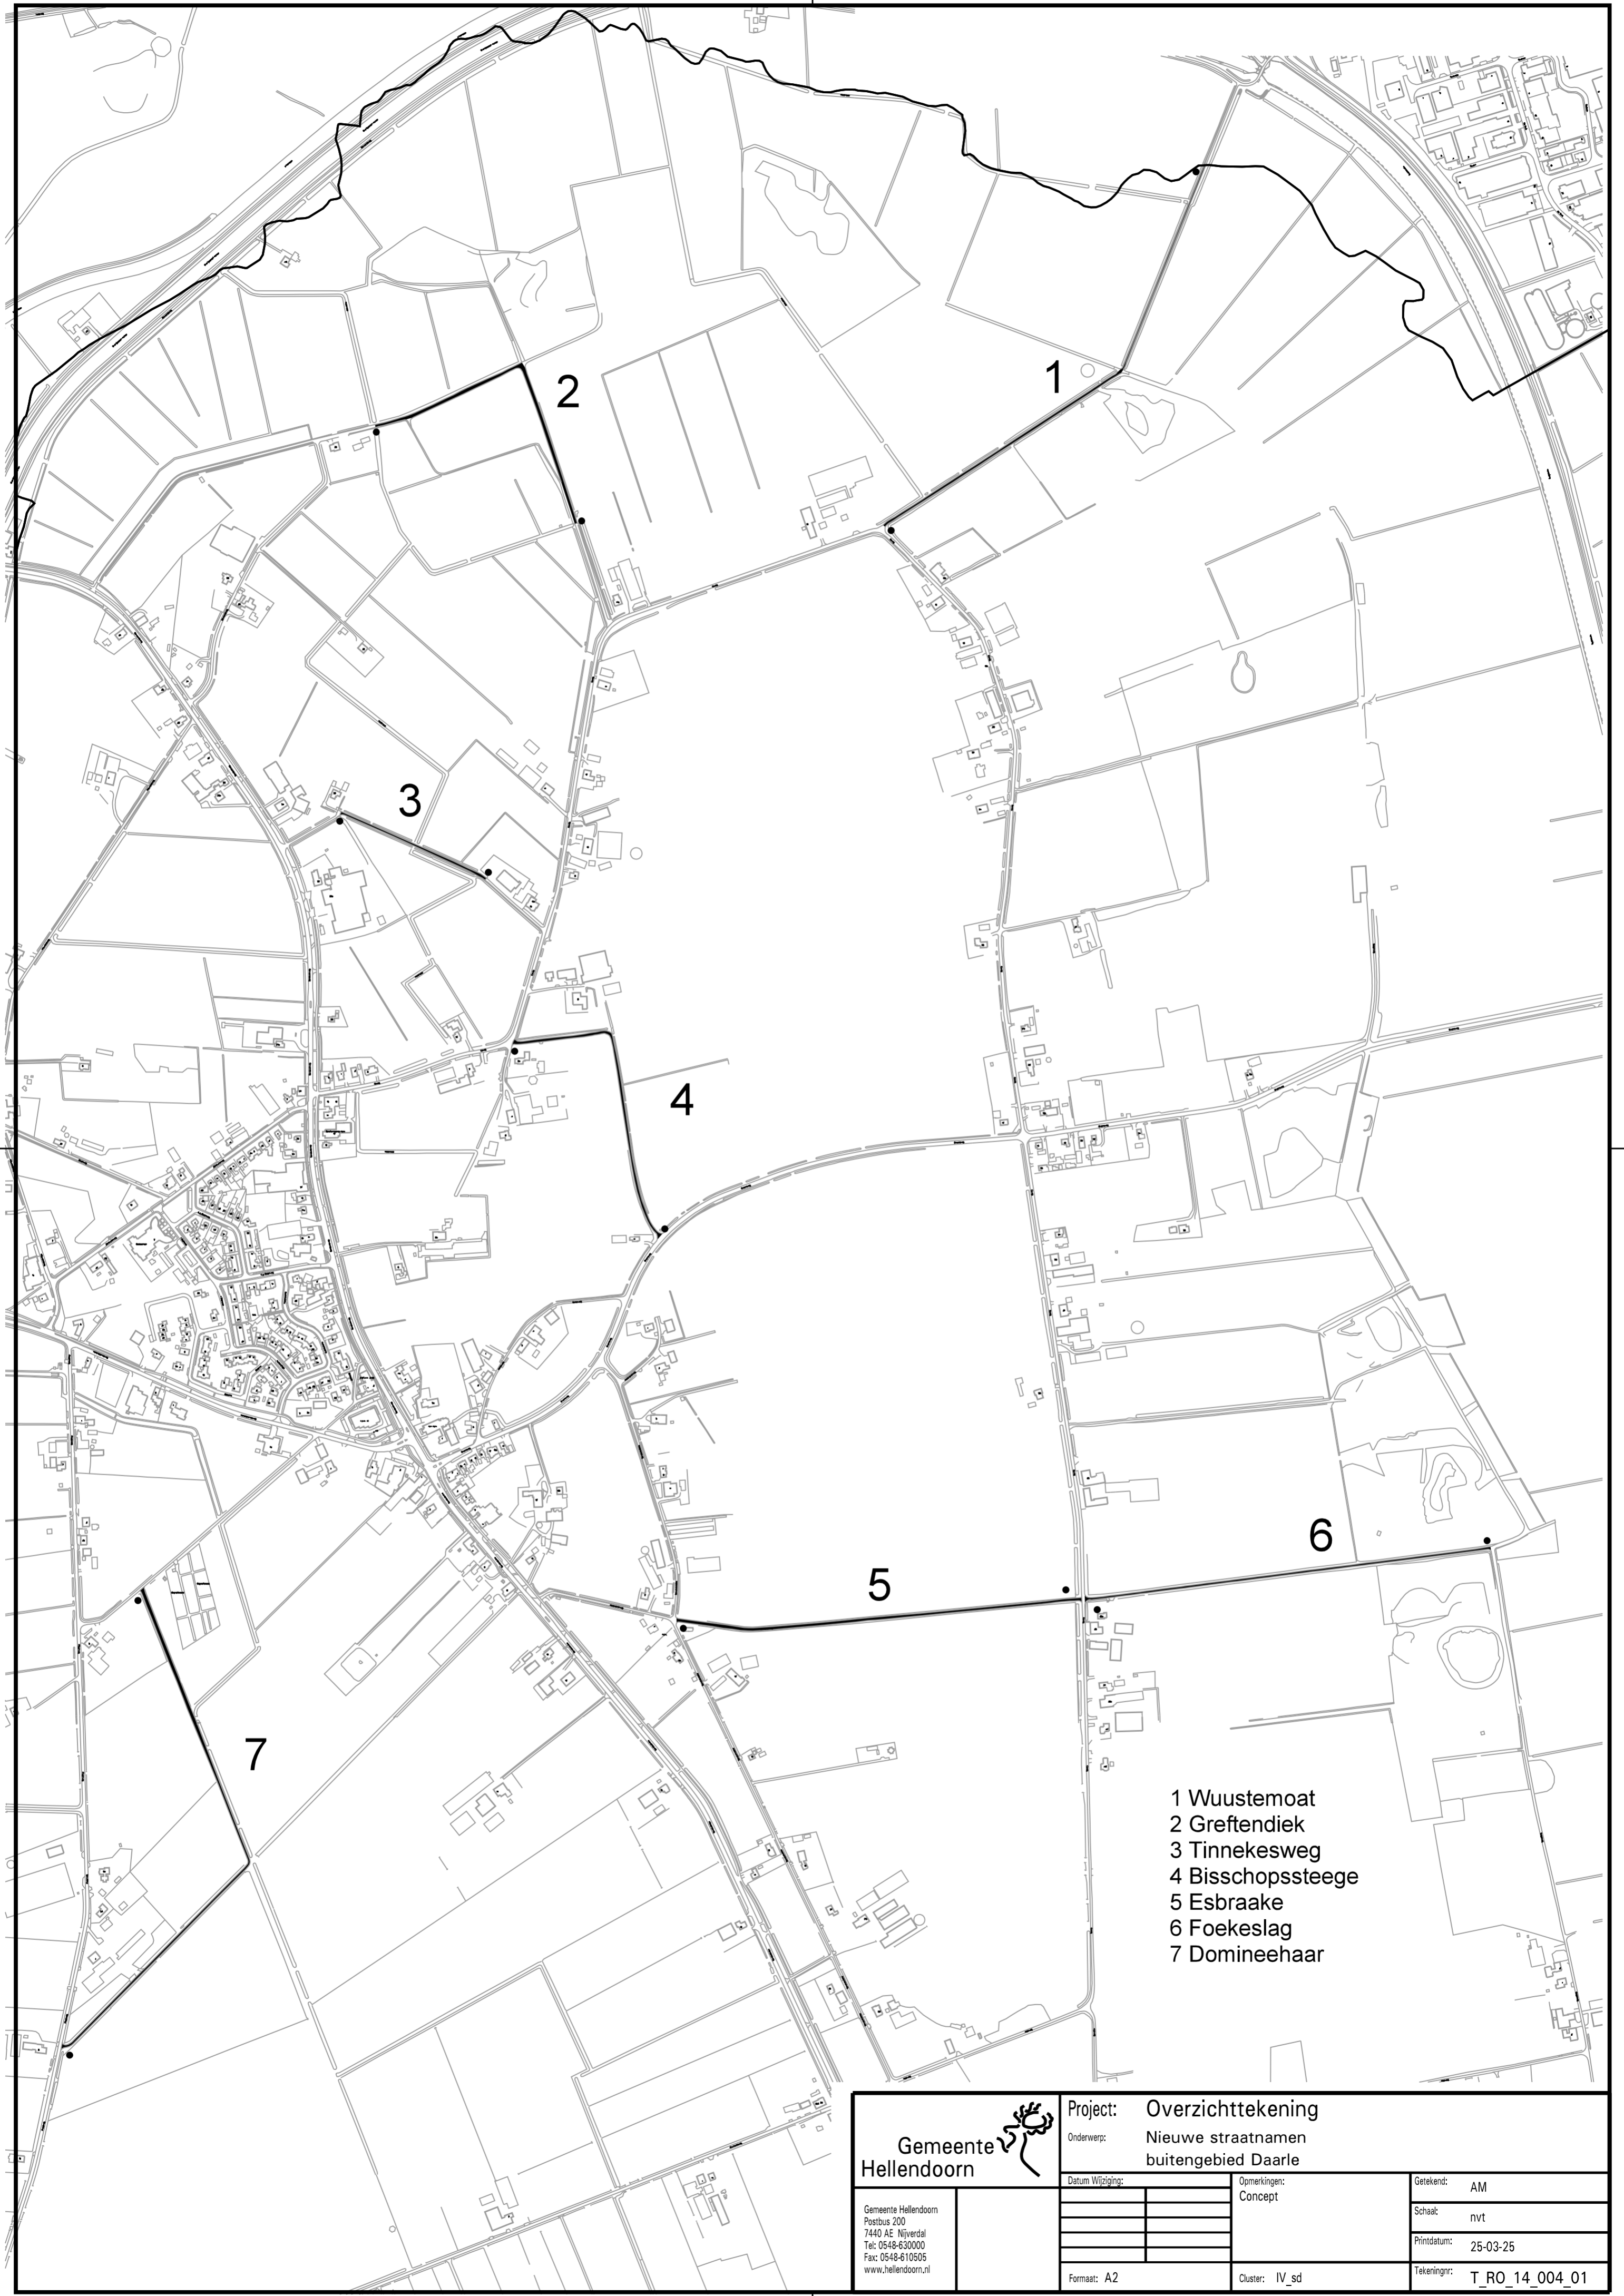 2
1
3
4
6
5
7
1 Wuustemoat
2 Greftendiek
3 Tinnekesweg
4 Bisschopssteege
5 Esbraake
6 Foekeslag
7 Domineehaar
Gemeente
Hellendoorn
Gemeente Hellendoorn
Postbus 200
7440 AE Nijverdal
Tel: 0548-630000
Fax: 0548-610505
www.hellendoorn.nl
Project: Overzichttekening
Onderwerp: Nieuwe straatnamen
buitengebied Daarle
Datum Wijziging:
Opmerkingen:
Concept
Getekend: AM
Schaal: nvt
Printdatum: 25-03-25
Formaat: A2
Cluster: IV_sd
Tekeningnr: T_RO_14_004_01